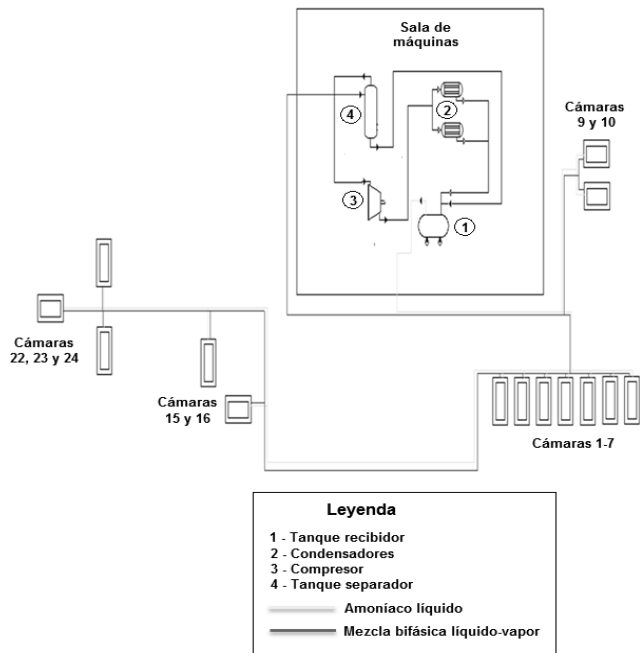 Sala de
máquinas
4
2
3
1
Cámaras
9 y 10
Cámaras
22, 23 y 24
Cámaras
15 y 16
Cámaras 1-7
Leyenda
1 - Tanque recibidor
2 - Condensadores
3 - Compresor
4 - Tanque separador
Amoníaco líquido
Mezcla bifásica líquido-vapor